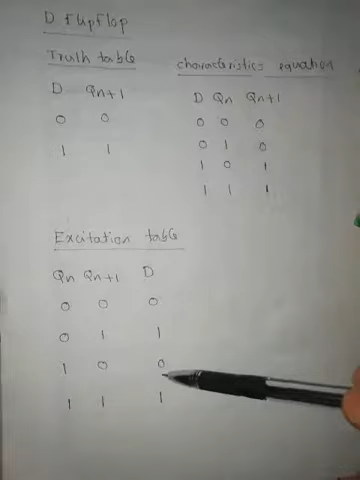 D flipflop
Truth table
D Qn+1
0 0
1 1
characteristics equation
D Qn Qn+1
0 0 0
0 1 0
1 0 1
1 1 1
Excitation table
Qn Qn+1 D
0 0 0
0 1 1
1 0 0
1 1 1